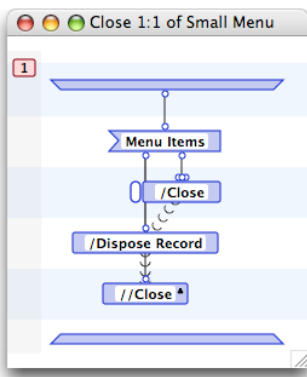 Close 1:1 of Small Menu
1
Menu Items
/Close
/Dispose Record
//Close